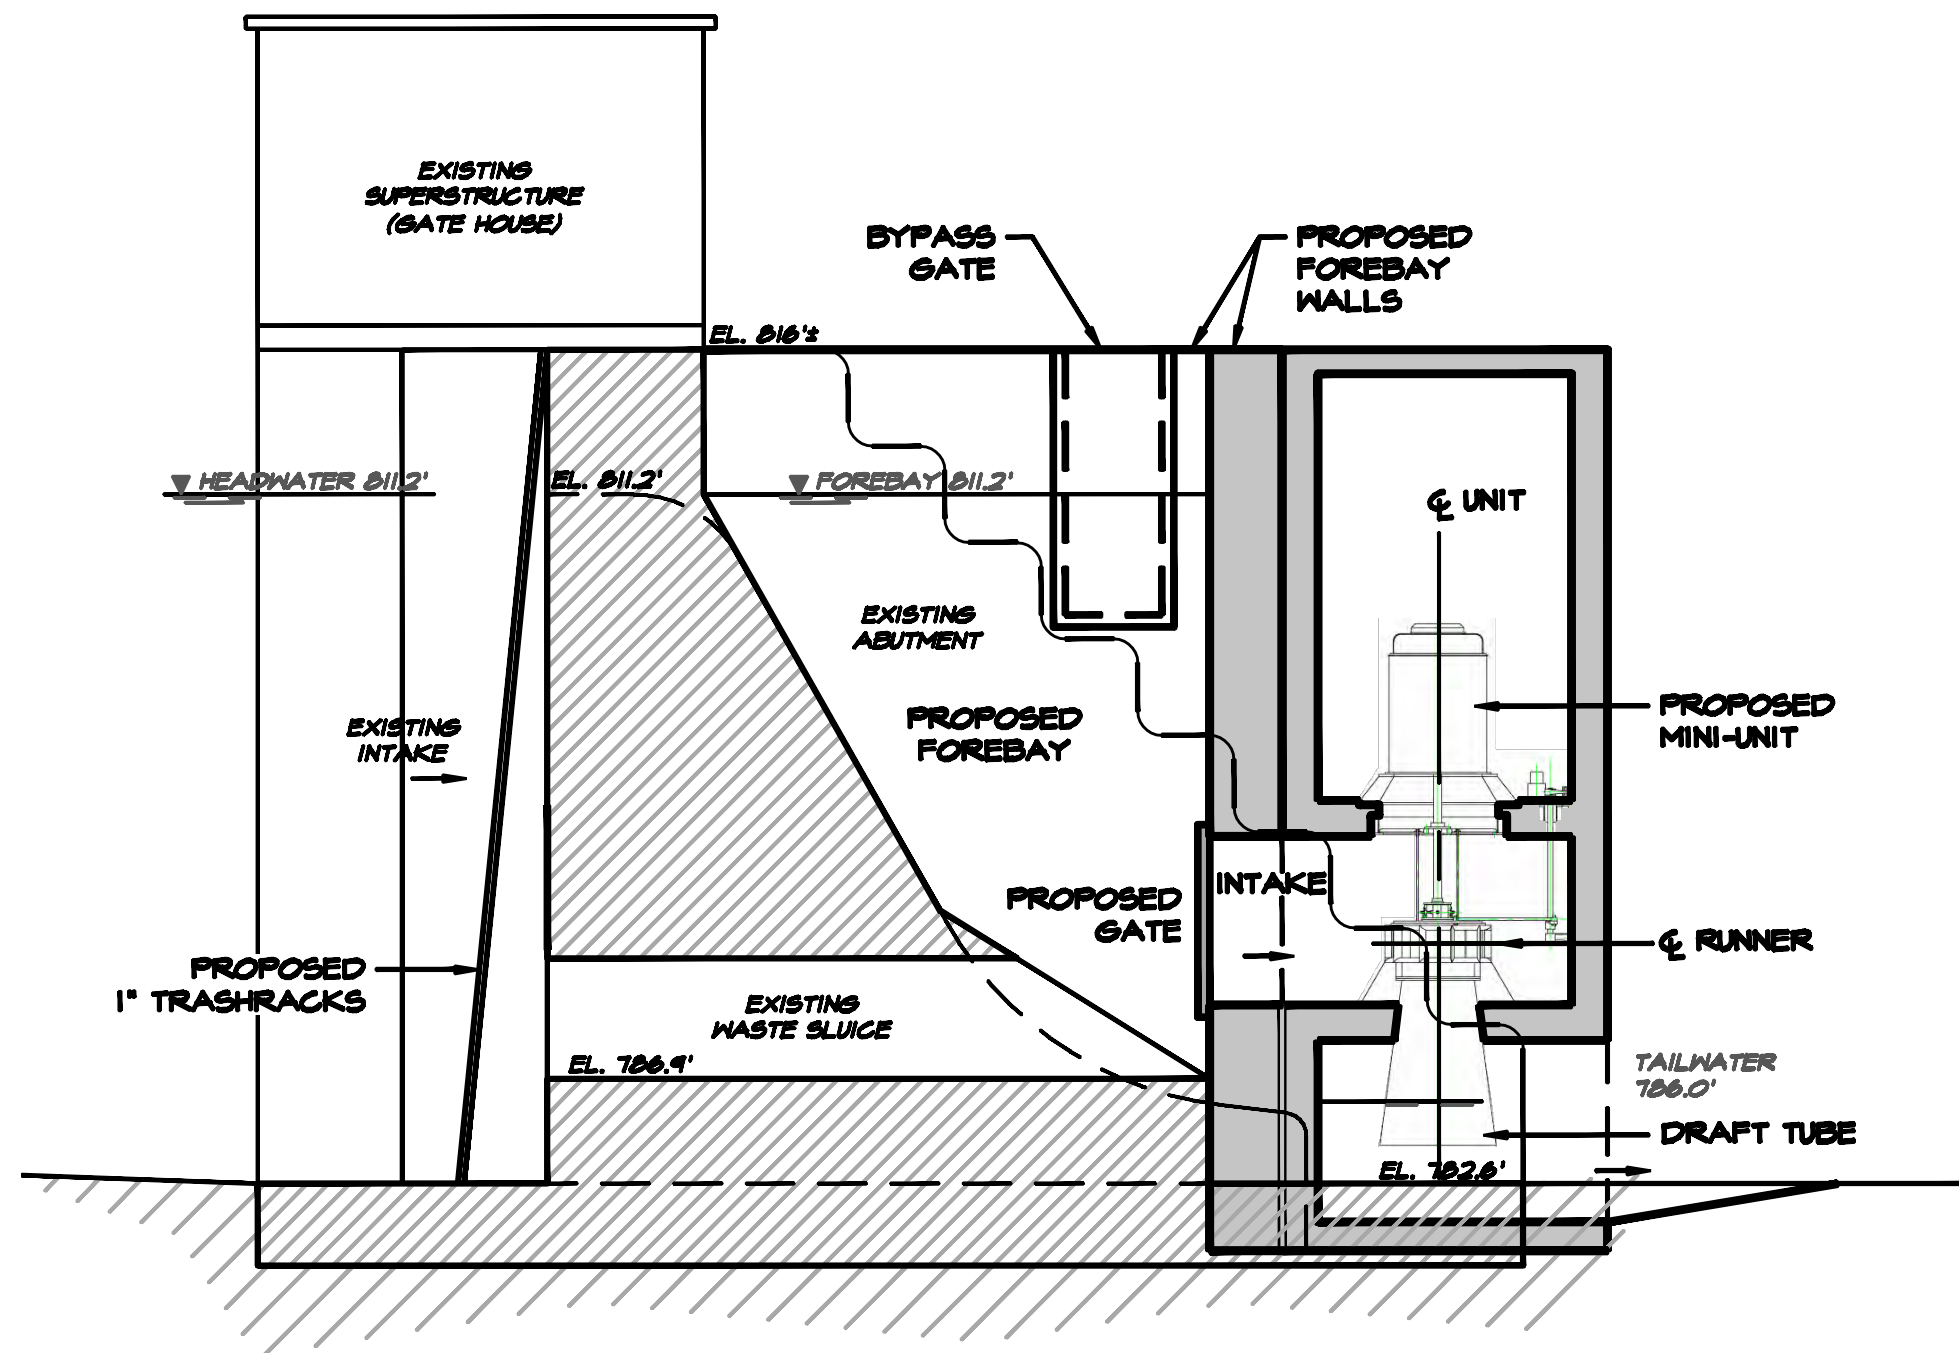 EXISTING
SUPERSTRUCTURE
(GATE HOUSE)
BYPASS
GATE
PROPOSED
FOREBAY
WALLS
EL. 816'±
HEADWATER 811.2'
EL. 811.2'
FOREBAY 811.2'
℄ UNIT
EXISTING
ABUTMENT
EXISTING
INTAKE
PROPOSED
FOREBAY
PROPOSED
MINI-UNIT
PROPOSED
GATE
INTAKE
℄ RUNNER
PROPOSED
1" TRASHRACKS
EXISTING
WASTE SLUICE
EL. 786.9'
TAILWATER
786.0'
DRAFT TUBE
EL. 782.6'